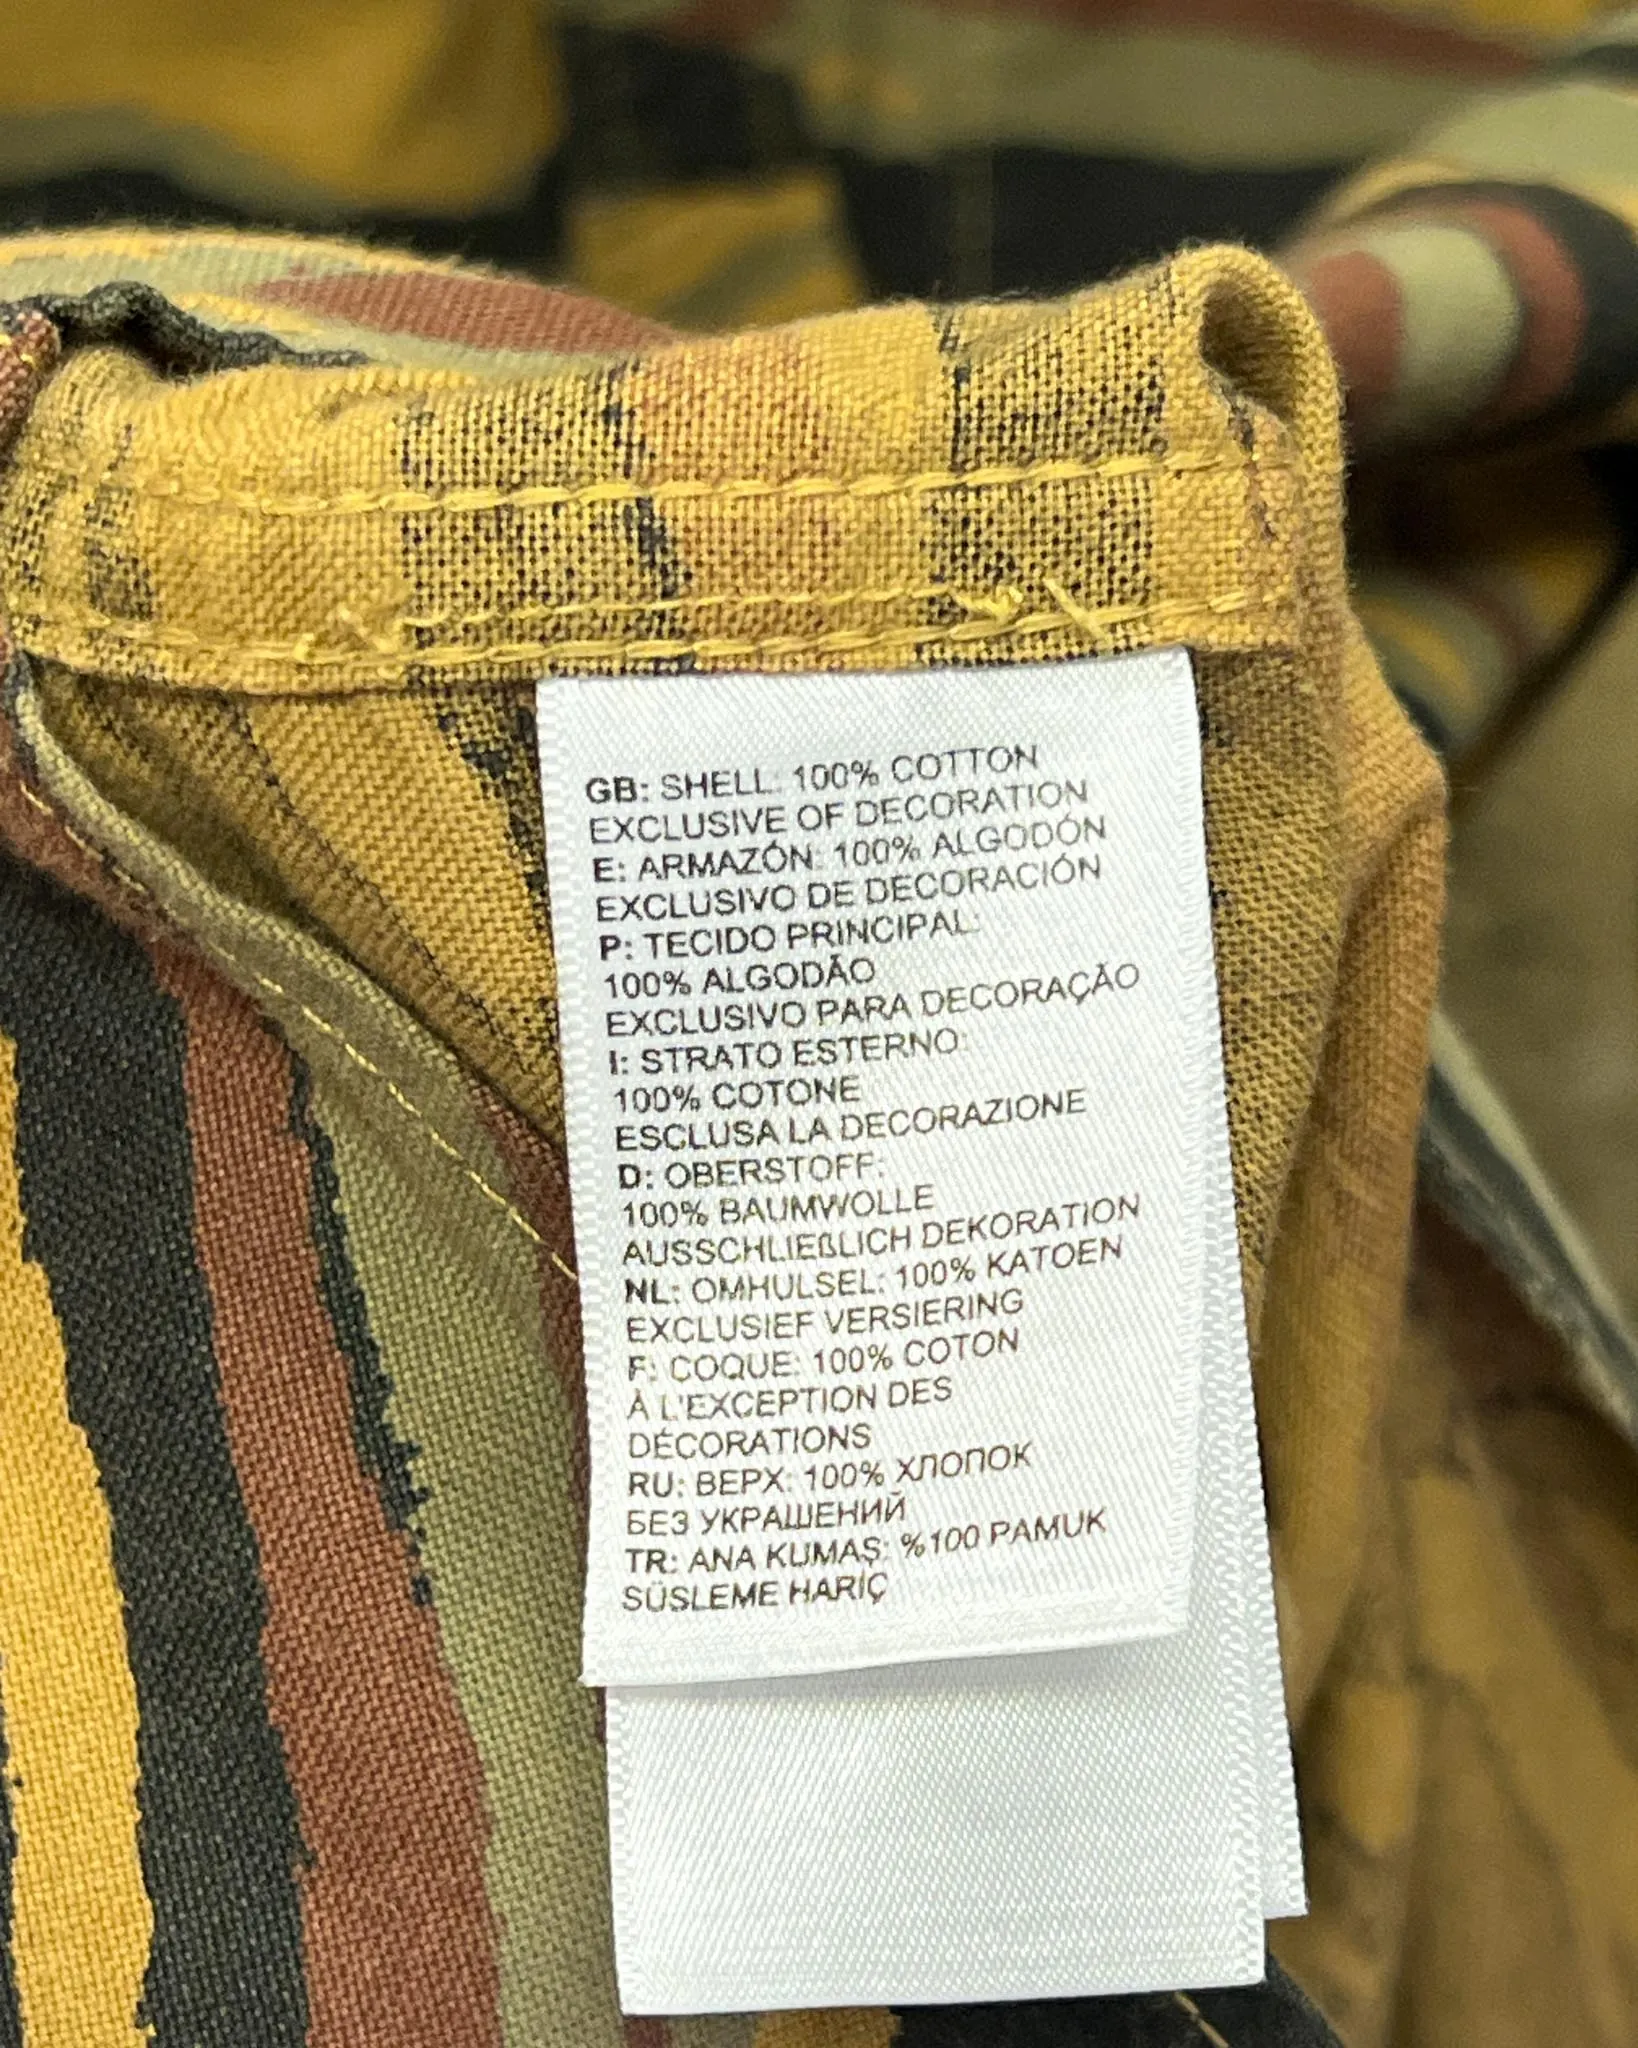 GB: SHELL: 100% COTTON
EXCLUSIVE OF DECORATION
E: ARMAZÓN: 100% ALGODÓN
EXCLUSIVO DE DECORACIÓN
P: TECIDO PRINCIPAL:
100% ALGODÃO
EXCLUSIVO PARA DECORAÇÃO
I: STRATO ESTERNO:
100% COTONE
ESCLUSA LA DECORAZIONE
D: OBERSTOFF:
100% BAUMWOLLE
AUSSCHLIEßLICH DEKORATION
NL: OMHULSEL: 100% KATOEN
EXCLUSIEF VERSIERING
F: COQUE: 100% COTON
À L'EXCEPTION DES
DÉCORATIONS
RU: ВЕРХ: 100% ХЛОПОК
БЕЗ УКРАШЕНИЙ
TR: ANA KUMAŞ: %100 PAMUK
SÜSLEME HARİÇ